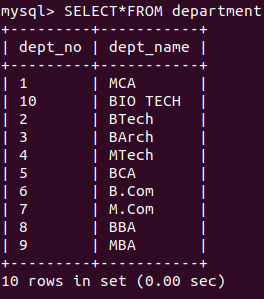 mysql> SELECT*FROM department
+---------+-----------+
| dept_no | dept_name |
+---------+-----------+
| 1       | MCA       |
| 10      | BIO TECH  |
| 2       | BTech     |
| 3       | BArch     |
| 4       | MTech     |
| 5       | BCA       |
| 6       | B.Com     |
| 7       | M.Com     |
| 8       | BBA       |
| 9       | MBA       |
+---------+-----------+
10 rows in set (0.00 sec)